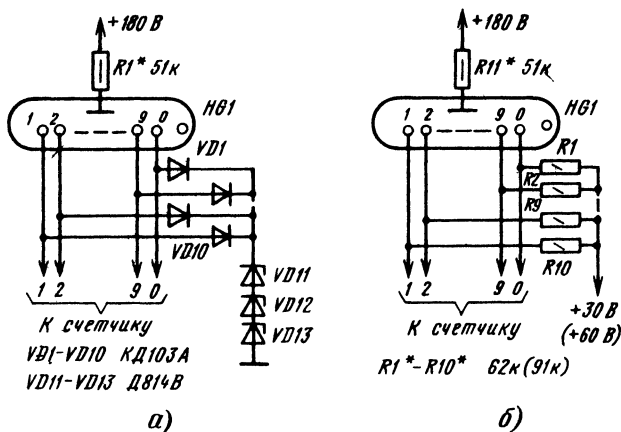 +180 В
R1* 51к
HG1
1 2 9 0
VD1
VD10
VD11
VD12
VD13
1 2 9 0
К счетчику
VD1-VD10 КД103А
VD11-VD13 Д814В
а)
+180 В
R11* 51к
HG1
1 2 9 0
R1
R2
R9
R10
1 2 9 0
+30 В
(+60 В)
К счетчику
R1*-R10* 62к (91к)
б)